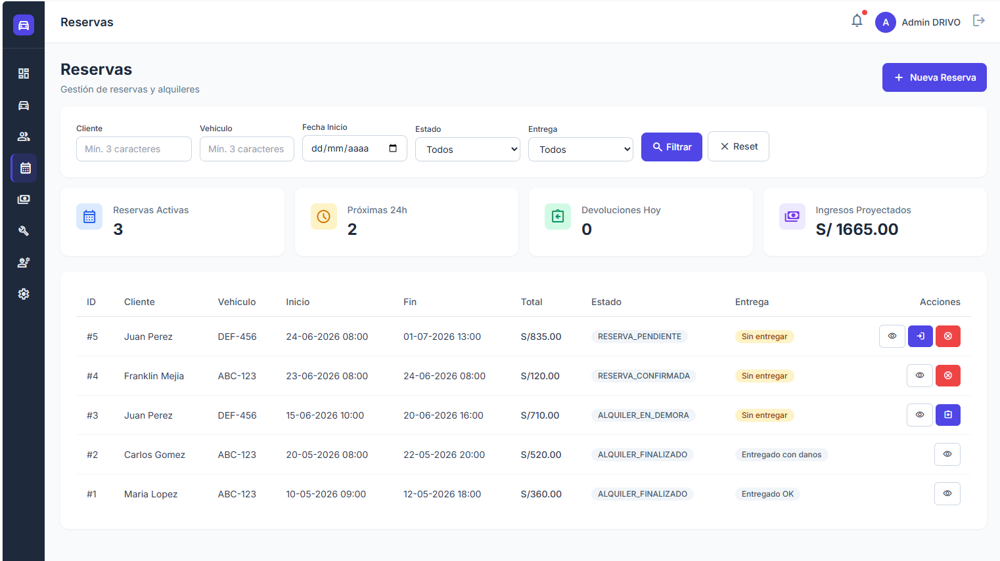 Reservas
A Admin DRIVO
Reservas
Gestión de reservas y alquileres
+ Nueva Reserva
Cliente Vehículo Fecha Inicio Estado Entrega
Mín. 3 caracteres Mín. 3 caracteres dd/mm/aaaa Todos Todos Filtrar Reset
Reservas Activas
3
Próximas 24h
2
Devoluciones Hoy
0
Ingresos Proyectados
S/ 1665.00
ID Cliente Vehículo Inicio Fin Total Estado Entrega Acciones
#5 Juan Perez DEF-456 24-06-2026 08:00 01-07-2026 13:00 S/835.00 RESERVA_PENDIENTE Sin entregar
#4 Franklin Mejia ABC-123 23-06-2026 08:00 24-06-2026 08:00 S/120.00 RESERVA_CONFIRMADA Sin entregar
#3 Juan Perez DEF-456 15-06-2026 10:00 20-06-2026 16:00 S/710.00 ALQUILER_EN_DEMORA Sin entregar
#2 Carlos Gomez ABC-123 20-05-2026 08:00 22-05-2026 20:00 S/520.00 ALQUILER_FINALIZADO Entregado con danos
#1 Maria Lopez ABC-123 10-05-2026 09:00 12-05-2026 18:00 S/360.00 ALQUILER_FINALIZADO Entregado OK